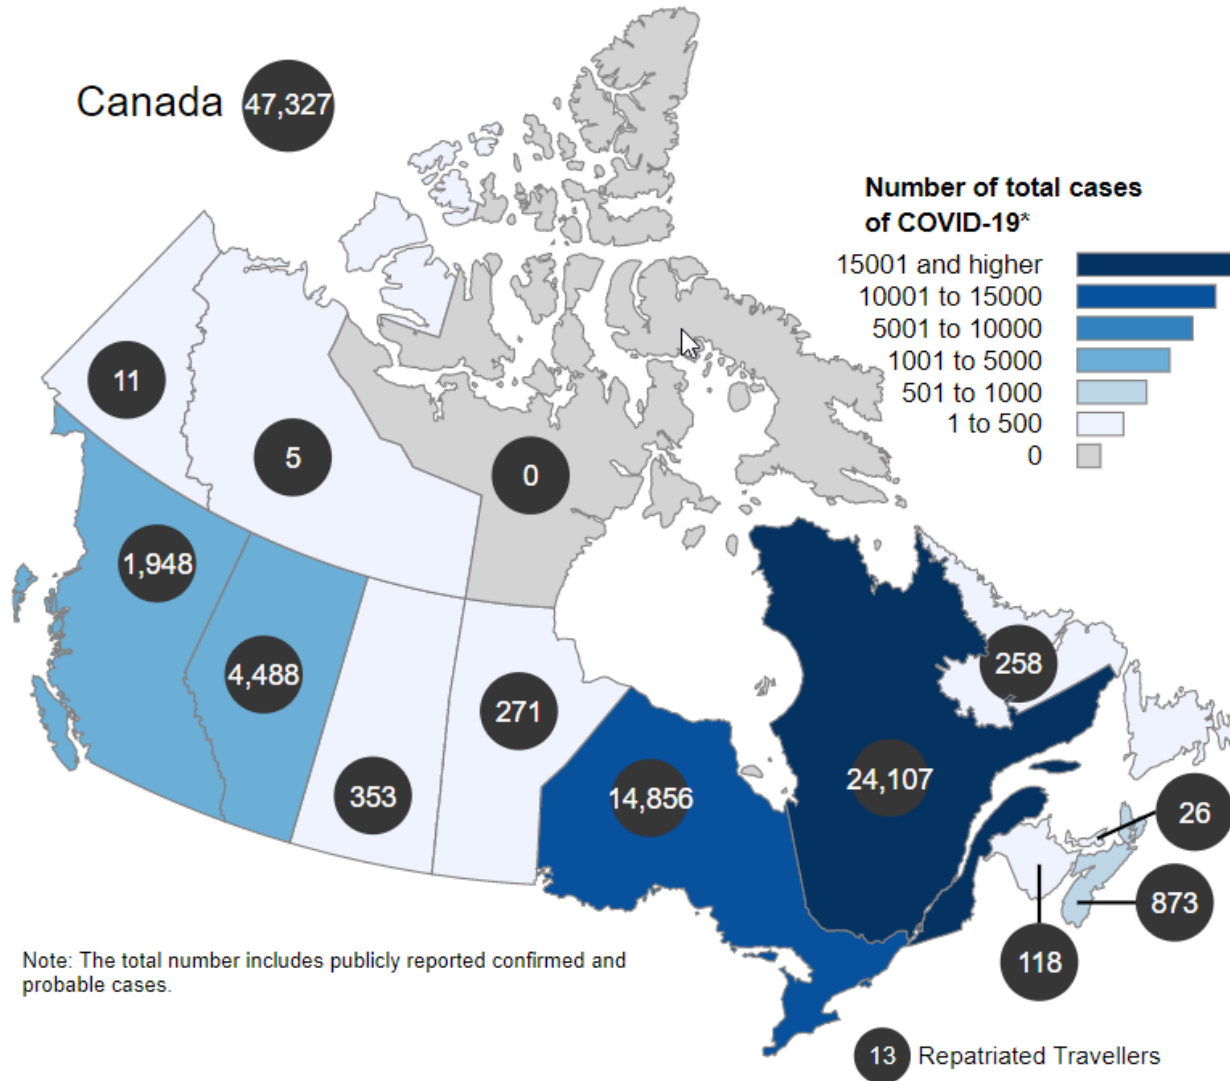 Canada 47,327
Number of total cases
of COVID-19*
15001 and higher
10001 to 15000
5001 to 10000
1001 to 5000
501 to 1000
1 to 500
0
11
5
0
1,948
4,488
353
271
14,856
24,107
258
26
873
118
Note: The total number includes publicly reported confirmed and
probable cases.
13 Repatriated Travellers